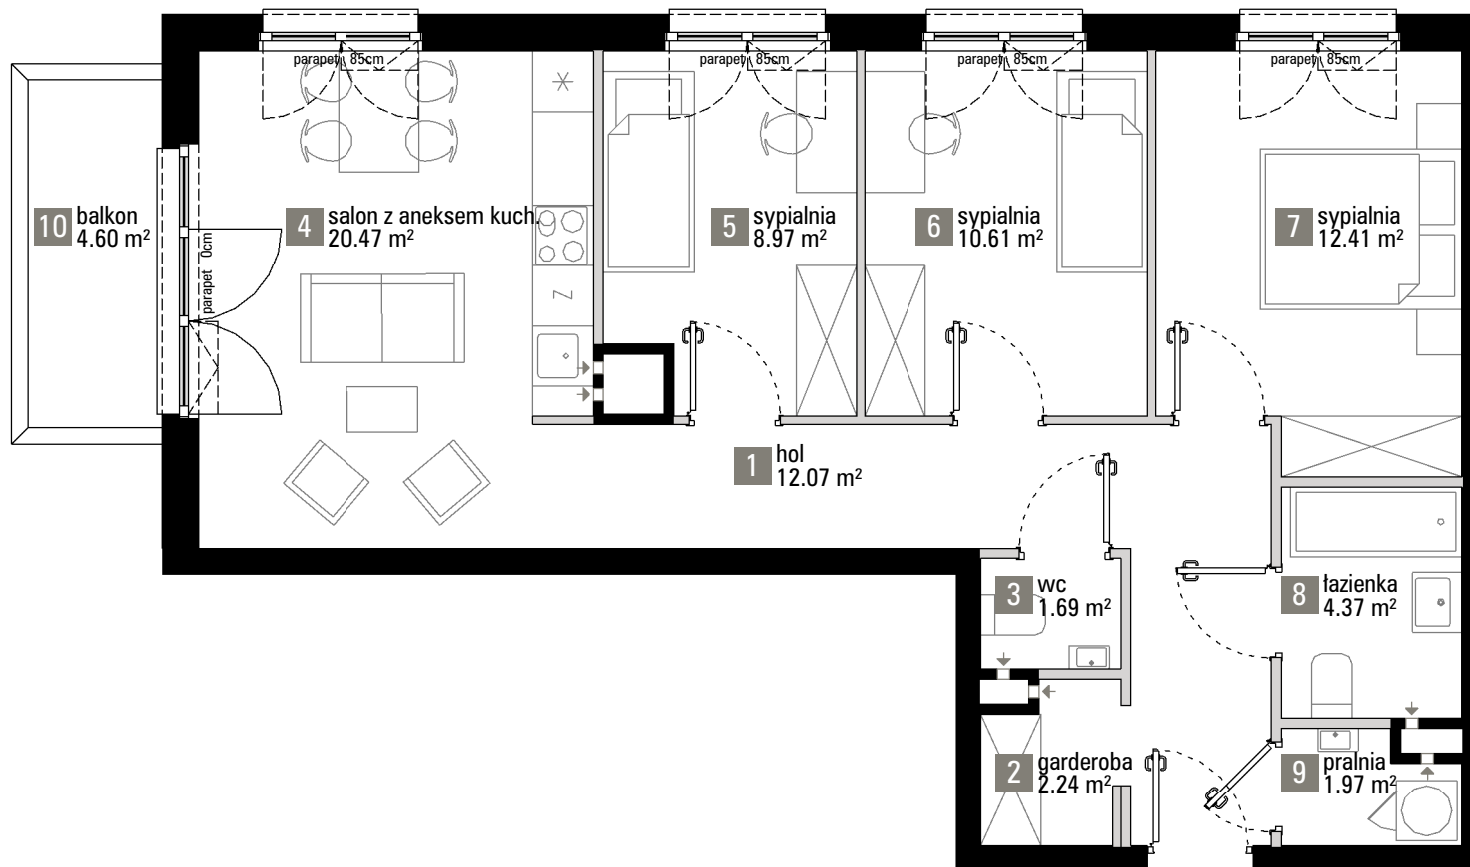 parapet 85cm
parapet 85cm
parapet 85cm
parapet 85cm
10 balkon
4.60 m²
4 salon z aneksem kuch.
20.47 m²
5 sypialnia
8.97 m²
6 sypialnia
10.61 m²
7 sypialnia
12.41 m²
parapet 0cm
Z
1 hol
12.07 m²
3 wc
1.69 m²
8 łazienka
4.37 m²
2 garderoba
2.24 m²
9 pralnia
1.97 m²